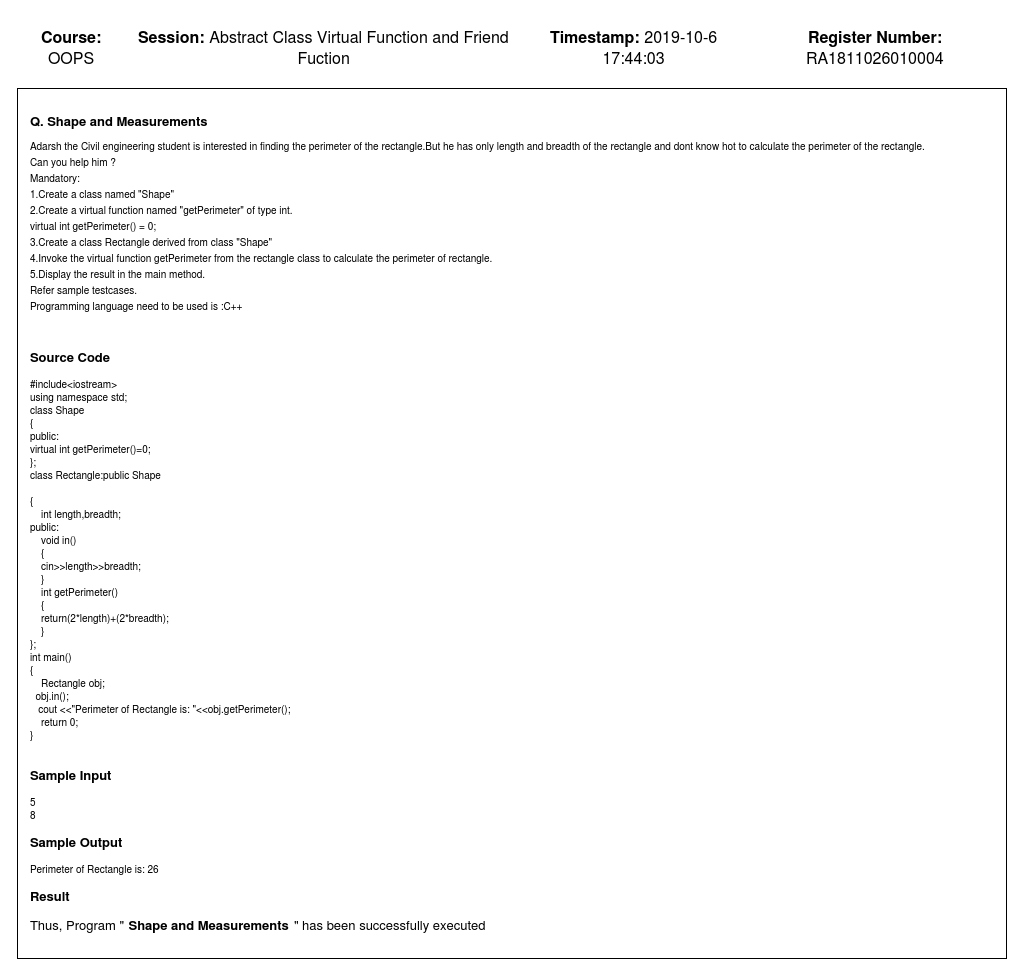 Course: OOPS
Session: Abstract Class Virtual Function and Friend Fuction
Timestamp: 2019-10-6 17:44:03
Register Number: RA1811026010004
Q. Shape and Measurements
Adarsh the Civil engineering student is interested in finding the perimeter of the rectangle.But he has only length and breadth of the rectangle and dont know hot to calculate the perimeter of the rectangle.
Can you help him ?
Mandatory:
1.Create a class named "Shape"
2.Create a virtual function named "getPerimeter" of type int.
virtual int getPerimeter() = 0;
3.Create a class Rectangle derived from class "Shape"
4.Invoke the virtual function getPerimeter from the rectangle class to calculate the perimeter of rectangle.
5.Display the result in the main method.
Refer sample testcases.
Programming language need to be used is :C++
Source Code
#include<iostream>
using namespace std;
class Shape
{
public:
virtual int getPerimeter()=0;
};
class Rectangle:public Shape
{
    int length,breadth;
public:
    void in()
    {
    cin>>length>>breadth;
    }
    int getPerimeter()
    {
    return(2*length)+(2*breadth);
    }
};
int main()
{
    Rectangle obj;
  obj.in();
   cout <<"Perimeter of Rectangle is: "<<obj.getPerimeter();
    return 0;
}
Sample Input
5
8
Sample Output
Perimeter of Rectangle is: 26
Result
Thus, Program " Shape and Measurements " has been successfully executed